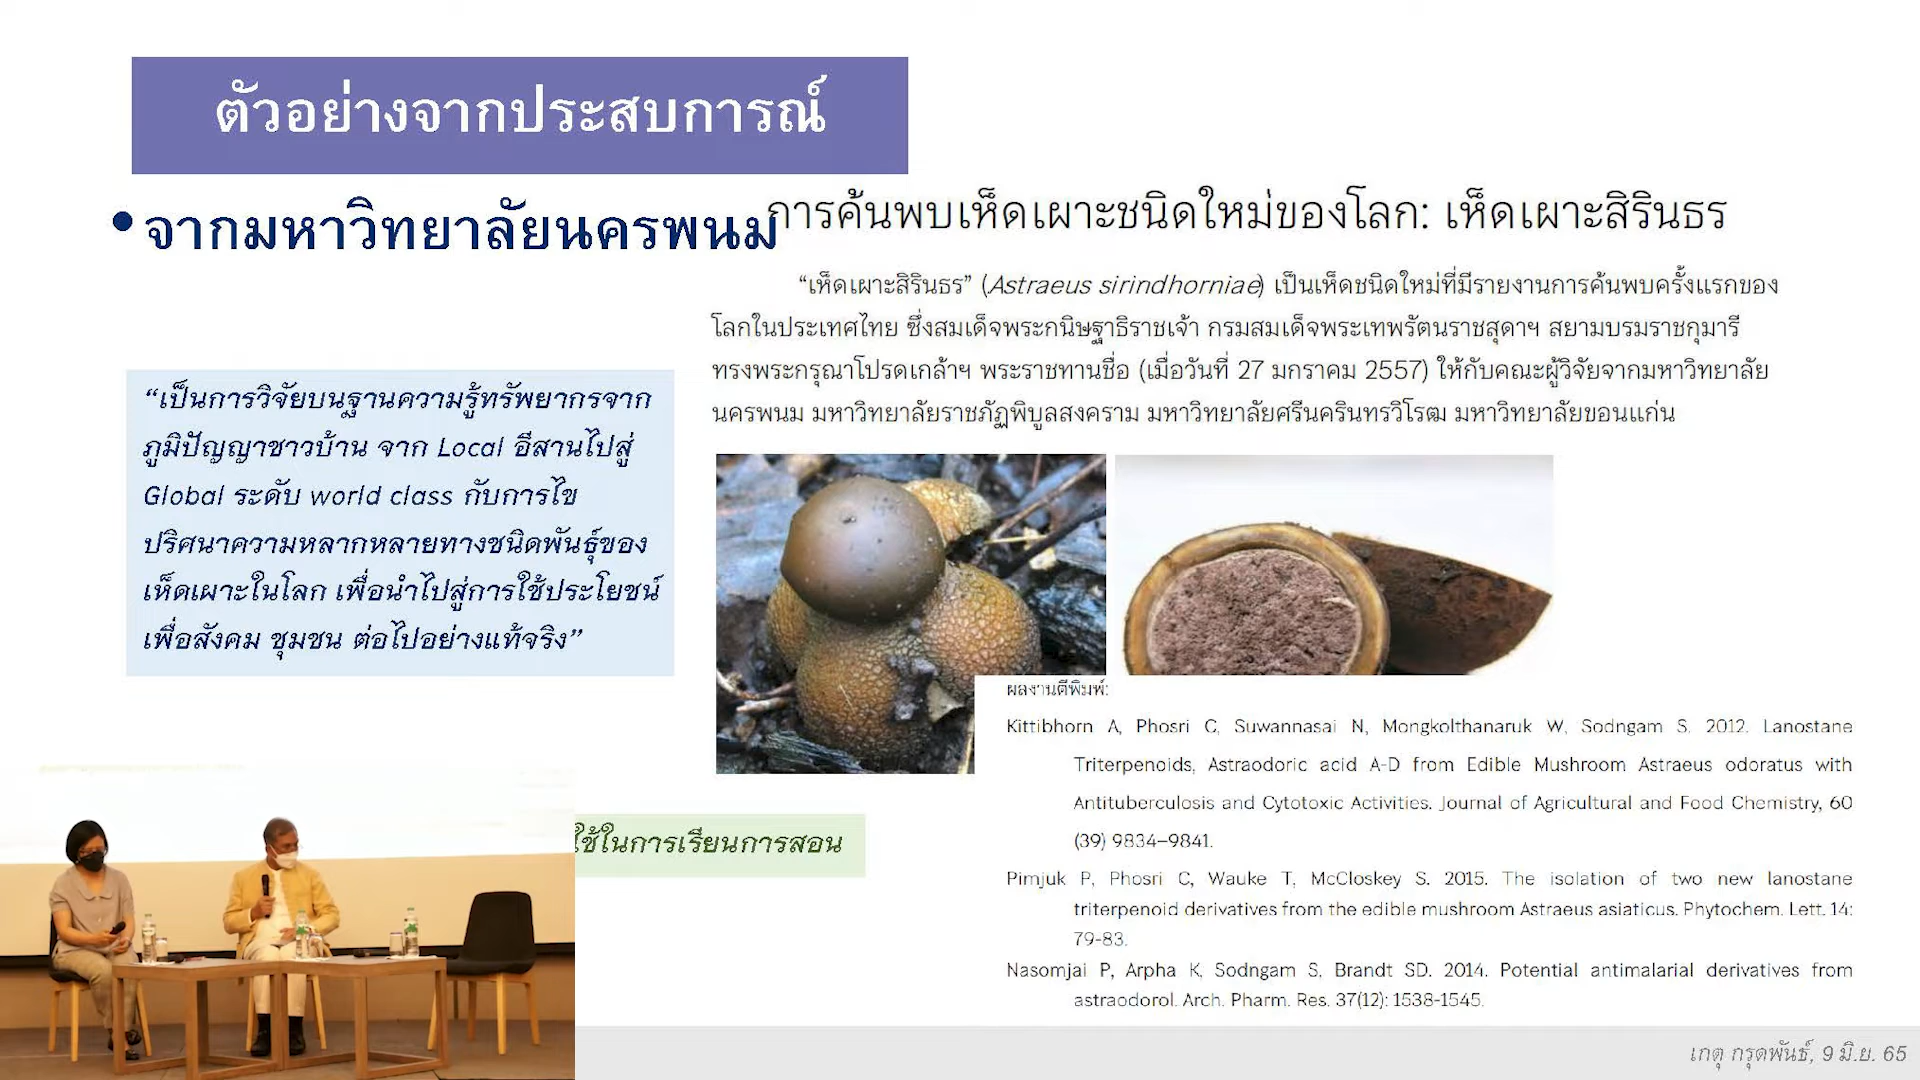 ตัวอย่างจากประสบการณ์
•จากมหาวิทยาลัยนครพนม
การค้นพบเห็ดเผาะชนิดใหม่ของโลก: เห็ดเผาะสิรินธร
“เห็ดเผาะสิรินธร” (Astraeus sirindhorniae) เป็นเห็ดชนิดใหม่ที่มีรายงานการค้นพบครั้งแรกของ
โลกในประเทศไทย ซึ่งสมเด็จพระกนิษฐาธิราชเจ้า กรมสมเด็จพระเทพรัตนราชสุดาฯ สยามบรมราชกุมารี
ทรงพระกรุณาโปรดเกล้าฯ พระราชทานชื่อ (เมื่อวันที่ 27 มกราคม 2557) ให้กับคณะผู้วิจัยจากมหาวิทยาลัย
นครพนม มหาวิทยาลัยราชภัฏพิบูลสงคราม มหาวิทยาลัยศรีนครินทรวิโรฒ มหาวิทยาลัยขอนแก่น
“เป็นการวิจัยบนฐานความรู้ทรัพยากรจาก
ภูมิปัญญาชาวบ้าน จาก Local อีสานไปสู่
Global ระดับ world class กับการไข
ปริศนาความหลากหลายทางชนิดพันธุ์ของ
เห็ดเผาะในโลก เพื่อนำไปสู่การใช้ประโยชน์
เพื่อสังคม ชุมชน ต่อไปอย่างแท้จริง”
ใช้ในการเรียนการสอน
ผลงานตีพิมพ์:
Kittibhorn A, Phosri C, Suwannasai N, Mongkolthanaruk W, Sodngam S. 2012. Lanostane
Triterpenoids, Astraodoric acid A-D from Edible Mushroom Astraeus odoratus with
Antituberculosis and Cytotoxic Activities. Journal of Agricultural and Food Chemistry, 60
(39) 9834–9841.
Pimjuk P, Phosri C, Wauke T, McCloskey S. 2015. The isolation of two new lanostane
triterpenoid derivatives from the edible mushroom Astraeus asiaticus. Phytochem. Lett. 14:
79-83.
Nasomjai P, Arpha K, Sodngam S, Brandt SD. 2014. Potential antimalarial derivatives from
astraodorol. Arch. Pharm. Res. 37(12): 1538-1545.
เกตุ กรุดพันธ์, 9 มิ.ย. 65